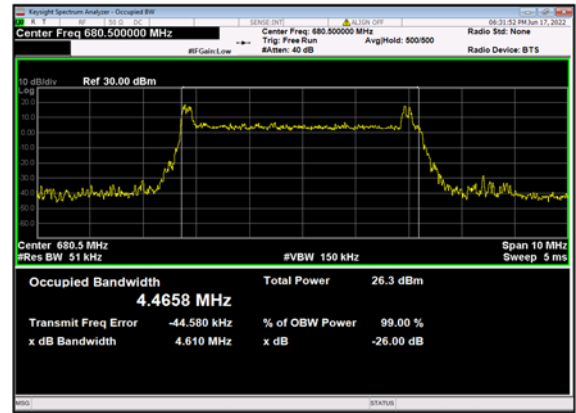 Keysight Spectrum Analyzer - Occupied BW
R T RF 50 Ω DC SENSE:INT ALIGN OFF 06:31:52 PM Jun 17, 2022
Center Freq 680.500000 MHz Center Freq: 680.500000 MHz Radio Std: None
Trig: Free Run Avg|Hold: 500/500
#IFGain:Low #Atten: 40 dB Radio Device: BTS
10 dB/div Ref 30.00 dBm
Log
20.0
10.0
0.00
-10.0
-20.0
-30.0
-40.0
-50.0
-60.0
Center 680.5 MHz Span 10 MHz
#Res BW 51 kHz #VBW 150 kHz Sweep 5 ms
Occupied Bandwidth Total Power 26.3 dBm
4.4658 MHz
Transmit Freq Error -44.580 kHz % of OBW Power 99.00 %
x dB Bandwidth 4.610 MHz x dB -26.00 dB
MSG STATUS